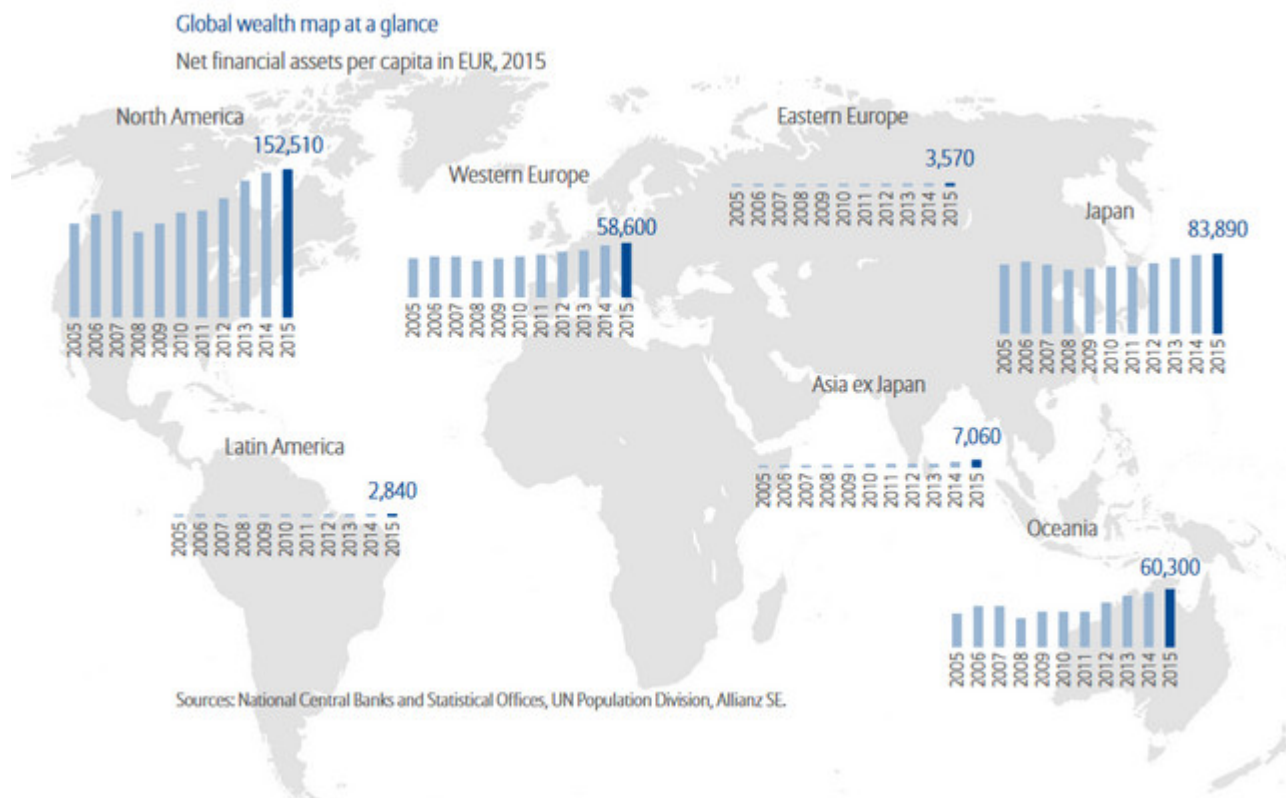 Global wealth map at a glance
Net financial assets per capita in EUR, 2015
North America
152,510
2005 2006 2007 2008 2009 2010 2011 2012 2013 2014 2015
Western Europe
58,600
2005 2006 2007 2008 2009 2010 2011 2012 2013 2014 2015
Eastern Europe
3,570
2005 2006 2007 2008 2009 2010 2011 2012 2013 2014 2015
Japan
83,890
2005 2006 2007 2008 2009 2010 2011 2012 2013 2014 2015
Latin America
2,840
2005 2006 2007 2008 2009 2010 2011 2012 2013 2014 2015
Asia ex Japan
7,060
2005 2006 2007 2008 2009 2010 2011 2012 2013 2014 2015
Oceania
60,300
2005 2006 2007 2008 2009 2010 2011 2012 2013 2014 2015
Sources: National Central Banks and Statistical Offices, UN Population Division, Allianz SE.